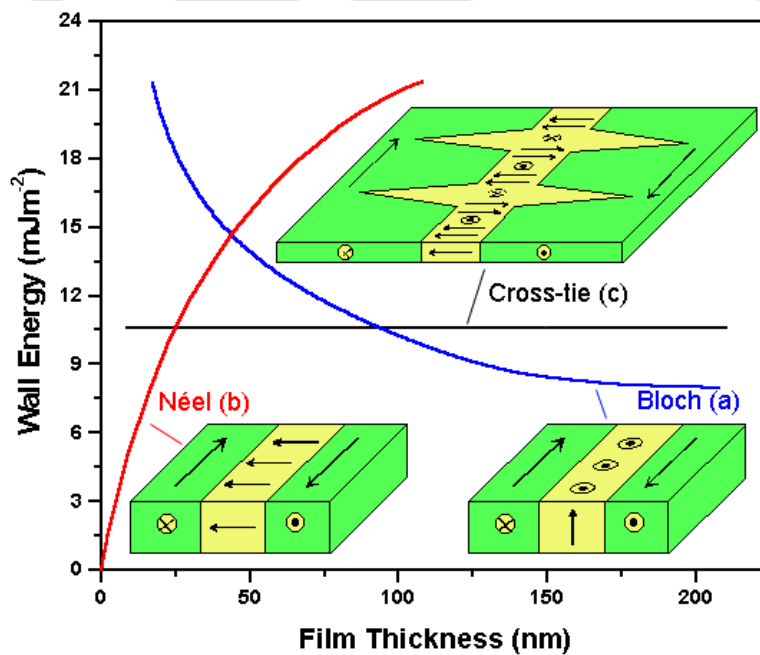 24
21
18
15
12
9
6
3
0
Wall Energy (mJm⁻²)
Cross-tie (c)
Néel (b)
Bloch (a)
0
50
100
150
200
Film Thickness (nm)